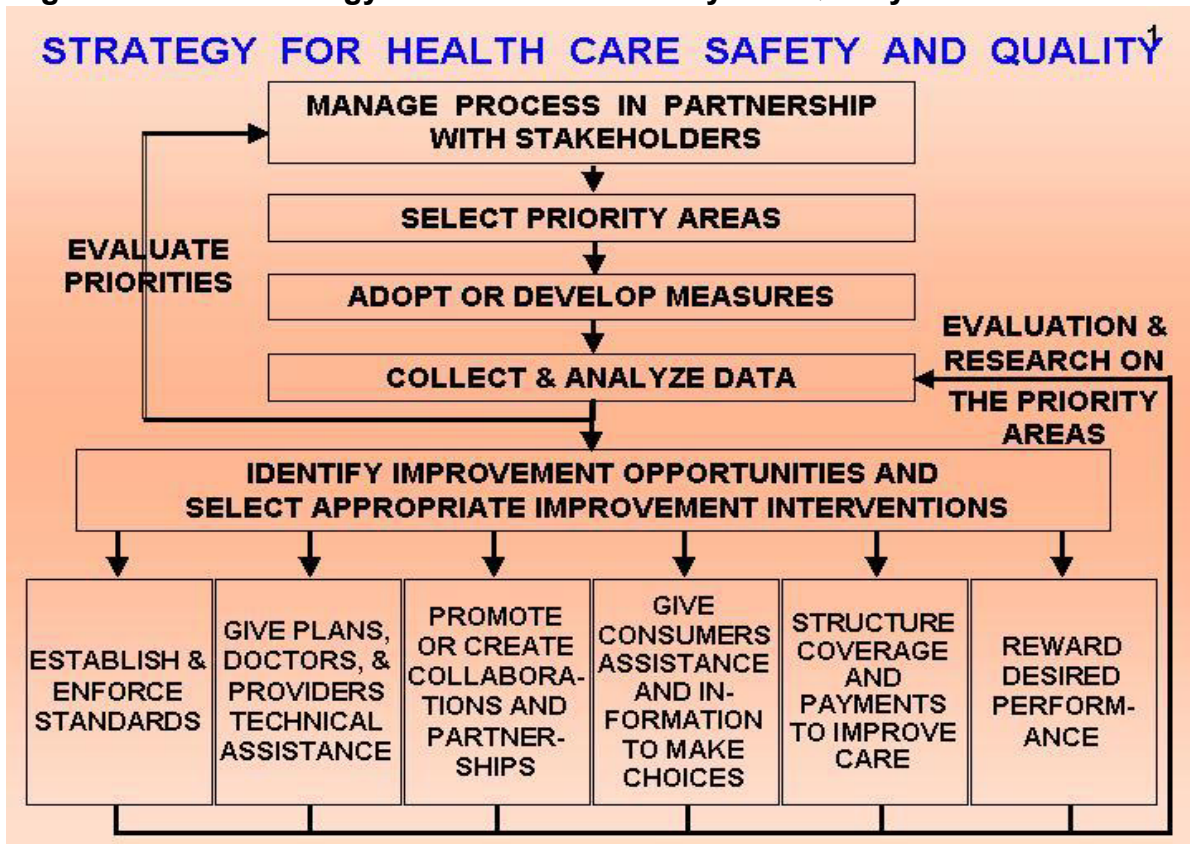 STRATEGY FOR HEALTH CARE SAFETY AND QUALITY
1
MANAGE PROCESS IN PARTNERSHIP
WITH STAKEHOLDERS
SELECT PRIORITY AREAS
EVALUATE
PRIORITIES
ADOPT OR DEVELOP MEASURES
EVALUATION &
RESEARCH ON
THE PRIORITY
AREAS
COLLECT & ANALYZE DATA
IDENTIFY IMPROVEMENT OPPORTUNITIES AND
SELECT APPROPRIATE IMPROVEMENT INTERVENTIONS
ESTABLISH &
ENFORCE
STANDARDS
GIVE PLANS,
DOCTORS, &
PROVIDERS
TECHNICAL
ASSISTANCE
PROMOTE
OR CREATE
COLLABORA-
TIONS AND
PARTNER-
SHIPS
GIVE
CONSUMERS
ASSISTANCE
AND IN-
FORMATION
TO MAKE
CHOICES
STRUCTURE
COVERAGE
AND
PAYMENTS
TO IMPROVE
CARE
REWARD
DESIRED
PERFORM-
ANCE